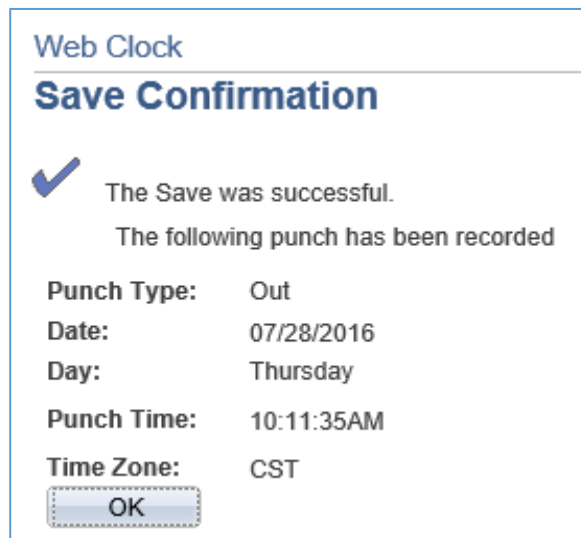 Web Clock
Save Confirmation
The Save was successful.
The following punch has been recorded
Punch Type: Out
Date: 07/28/2016
Day: Thursday
Punch Time: 10:11:35AM
Time Zone: CST
OK